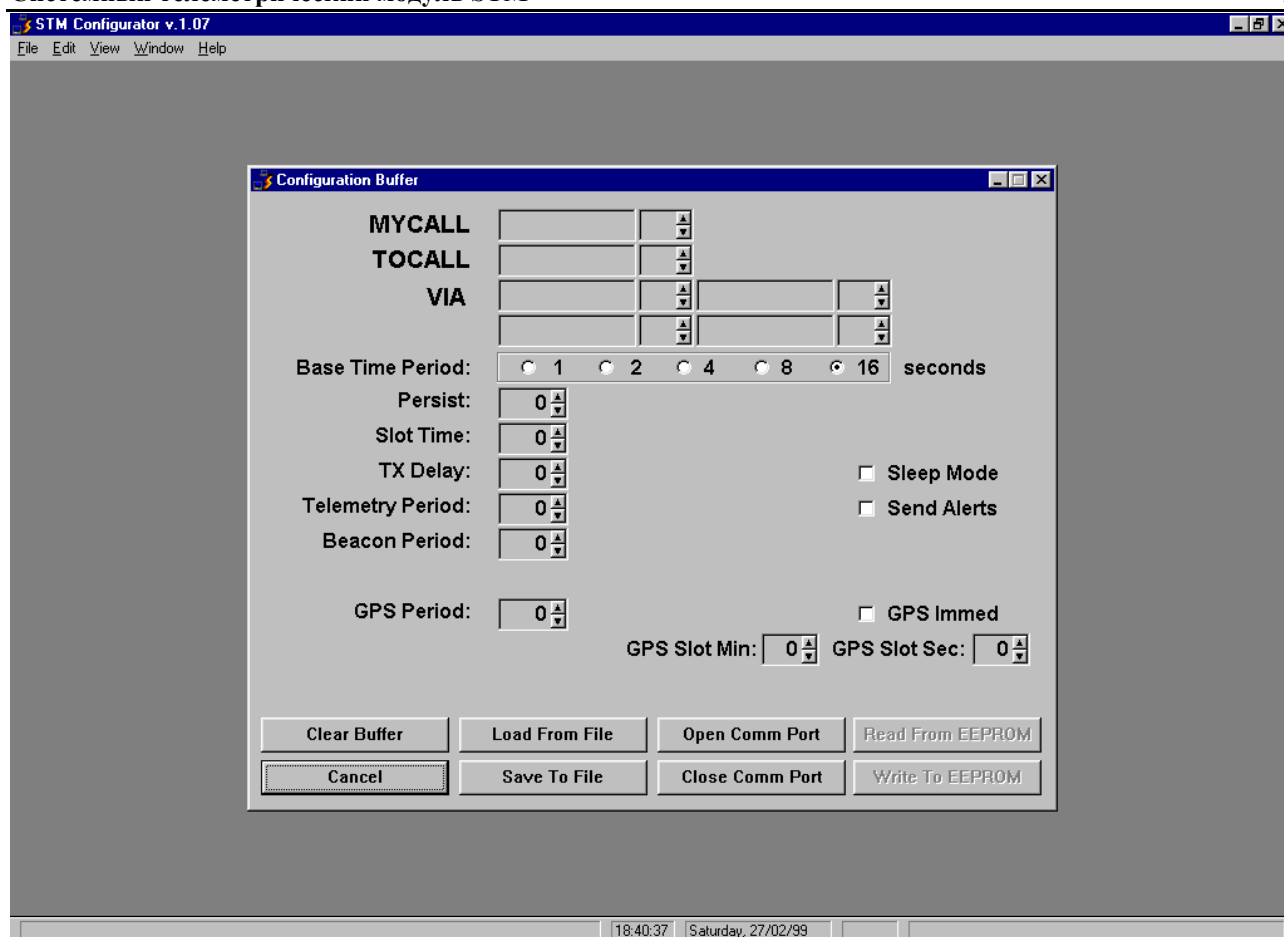 Системный телеметрический модуль STM
STM Configurator v.1.07
File Edit View Window Help
Configuration Buffer
MYCALL
TOCALL
VIA
Base Time Period: 1 2 4 8 16 seconds
Persist: 0
Slot Time: 0
TX Delay: 0 Sleep Mode
Telemetry Period: 0 Send Alerts
Beacon Period: 0
GPS Period: 0 GPS Immed
GPS Slot Min: 0 GPS Slot Sec: 0
Clear Buffer Load From File Open Comm Port Read From EEPROM
Cancel Save To File Close Comm Port Write To EEPROM
18:40:37 Saturday, 27/02/99